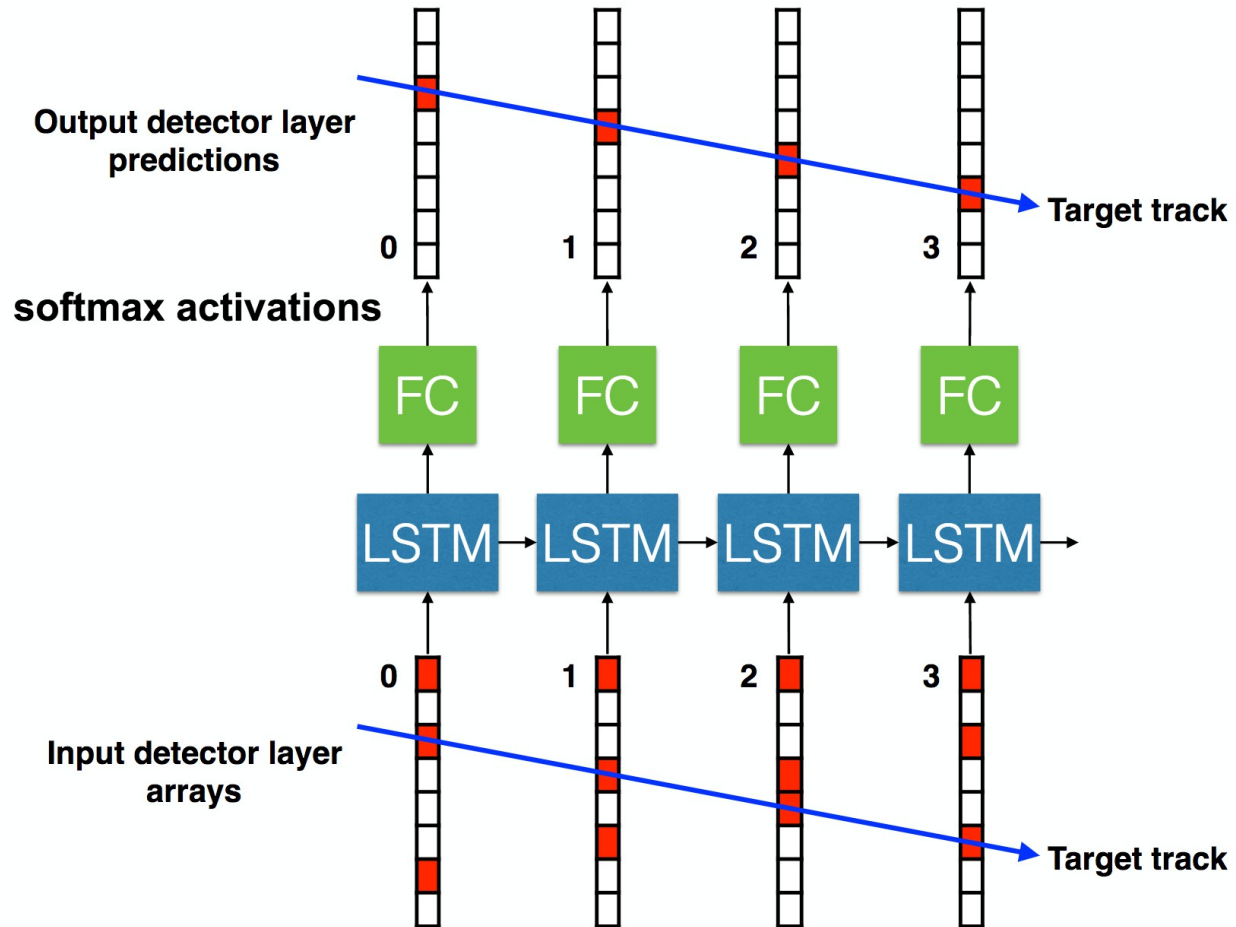 Output detector layer
predictions
Target track
0 1 2 3
softmax activations
FC FC FC FC
LSTM LSTM LSTM LSTM
0 1 2 3
Input detector layer
arrays
Target track